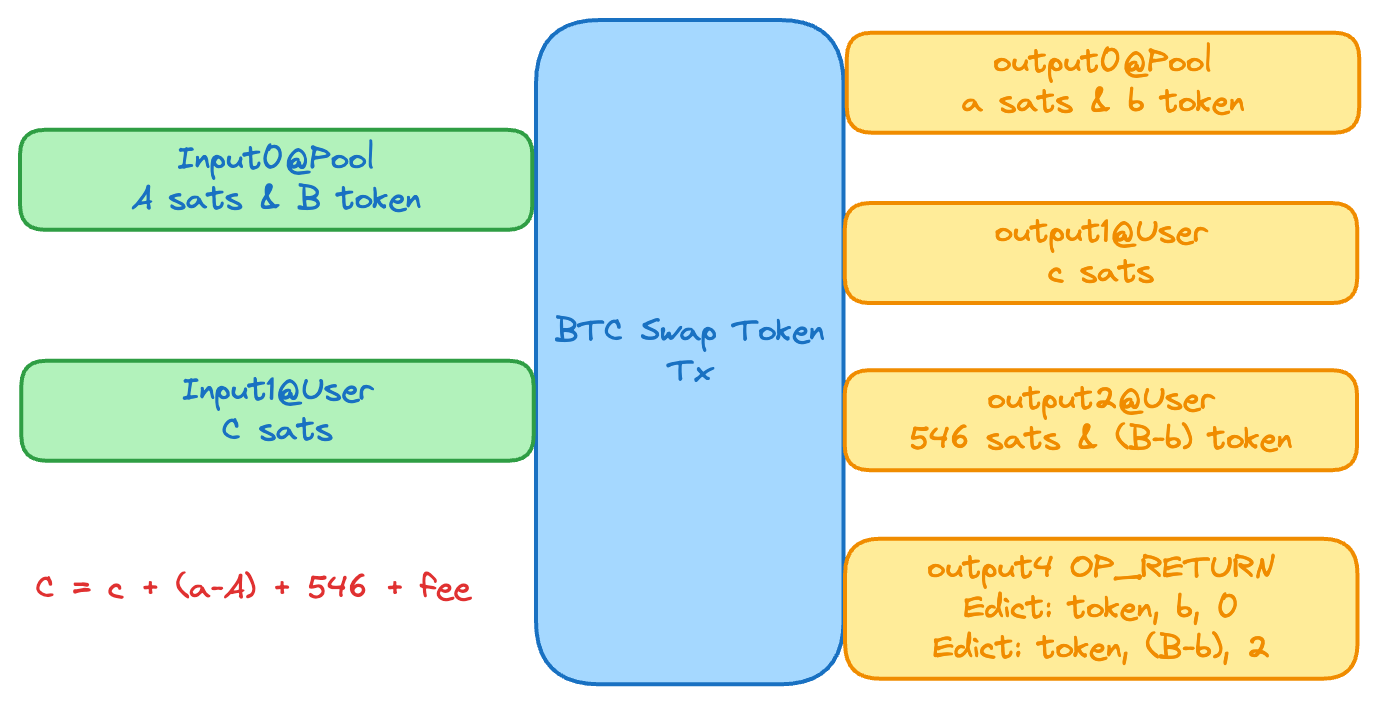 Input0@Pool
A sats & B token
Input1@User
C sats
C = c + (a-A) + 546 + fee
BTC Swap Token
Tx
output0@Pool
a sats & b token
output1@User
c sats
output2@User
546 sats & (B-b) token
output4 OP_RETURN
Edict: token, b, 0
Edict: token, (B-b), 2